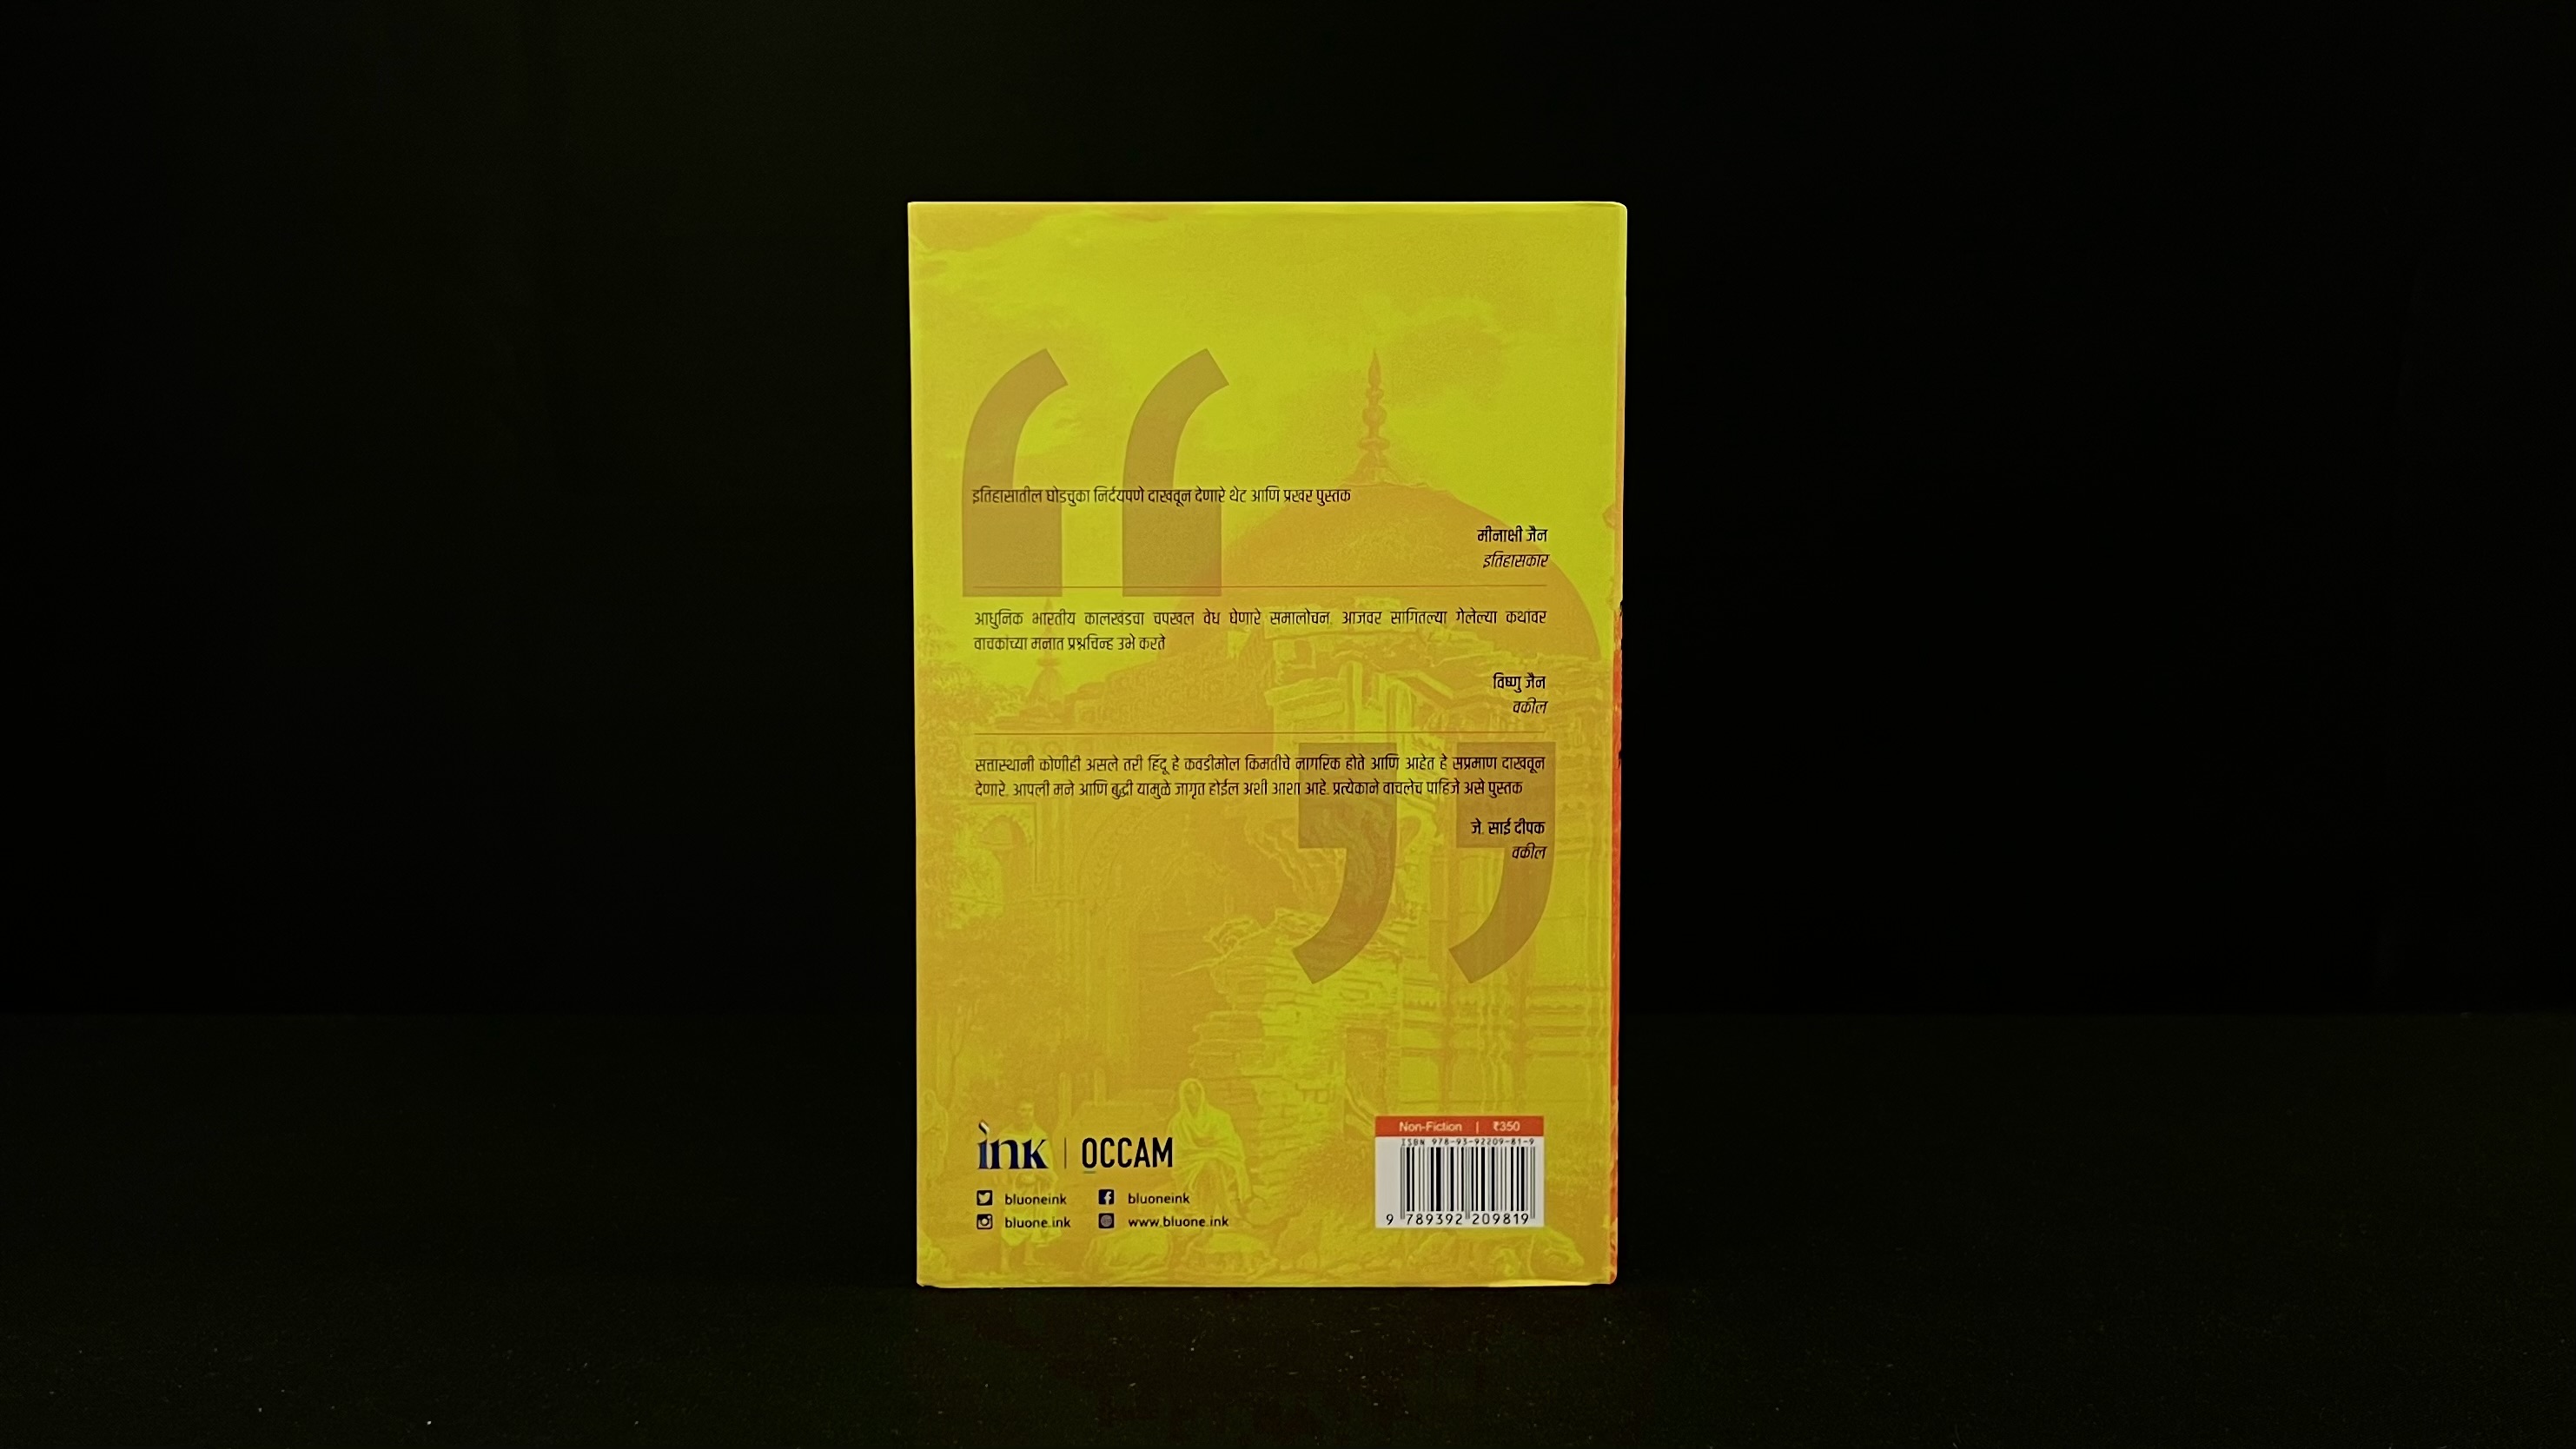 इतिहासातील घोडचुका निर्दयपणे दाखवून देणारे थेट आणि प्रखर पुस्तक
मीनाक्षी जैन
इतिहासकार
आधुनिक भारतीय कालखंडचा चपखल वेध घेणारे समालोचन. आजवर सांगितल्या गेलेल्या कथांवर
वाचकांच्या मनात प्रश्नचिन्ह उभे करते
विष्णु जैन
वकील
सत्तास्थानी कोणीही असले तरी हिंदू हे कवडीमोल किंमतीचे नागरिक होते आणि आहेत हे सप्रमाण दाखवून
देणारे. आपली मने आणि बुद्धी यामुळे जागृत होईल अशी आशा आहे. प्रत्येकाने वाचलेच पाहिजे असे पुस्तक
जे. साई दीपक
वकील
ink | OCCAM
bluoneink bluoneink
bluone.ink www.bluone.ink
Non-Fiction | ₹350
ISBN 978-93-92209-81-9
9 789392 209819